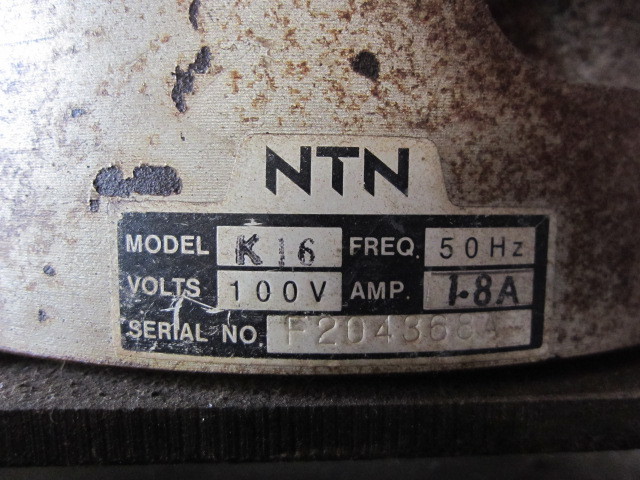 NTN
MODEL K16 FREQ. 50Hz
VOLTS 100V AMP. 1.8A
SERIAL NO.